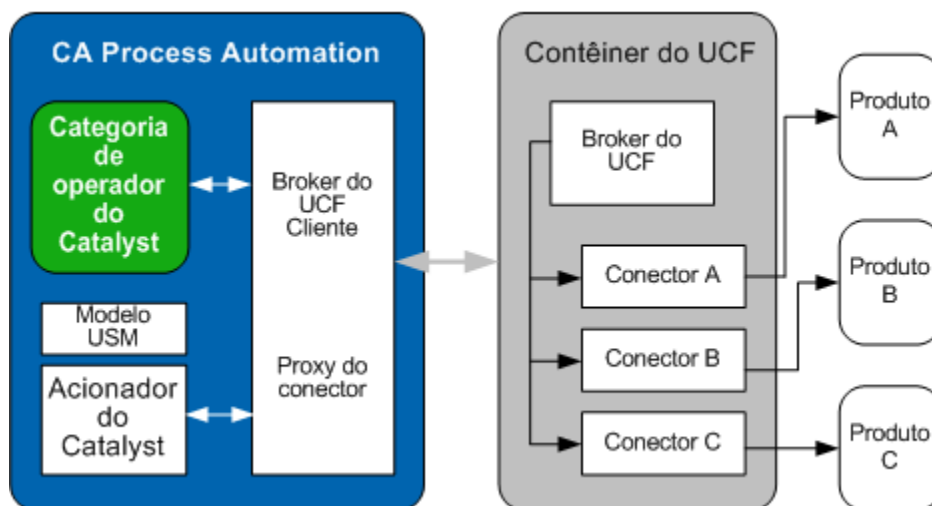 CA Process Automation
Categoria
de
operador
do
Catalyst
Modelo
USM
Acionador
do
Catalyst
Broker do
UCF
Cliente
Proxy do
conector
Contêiner do UCF
Broker do
UCF
Conector A
Conector B
Conector C
Produto
A
Produto
B
Produto
C